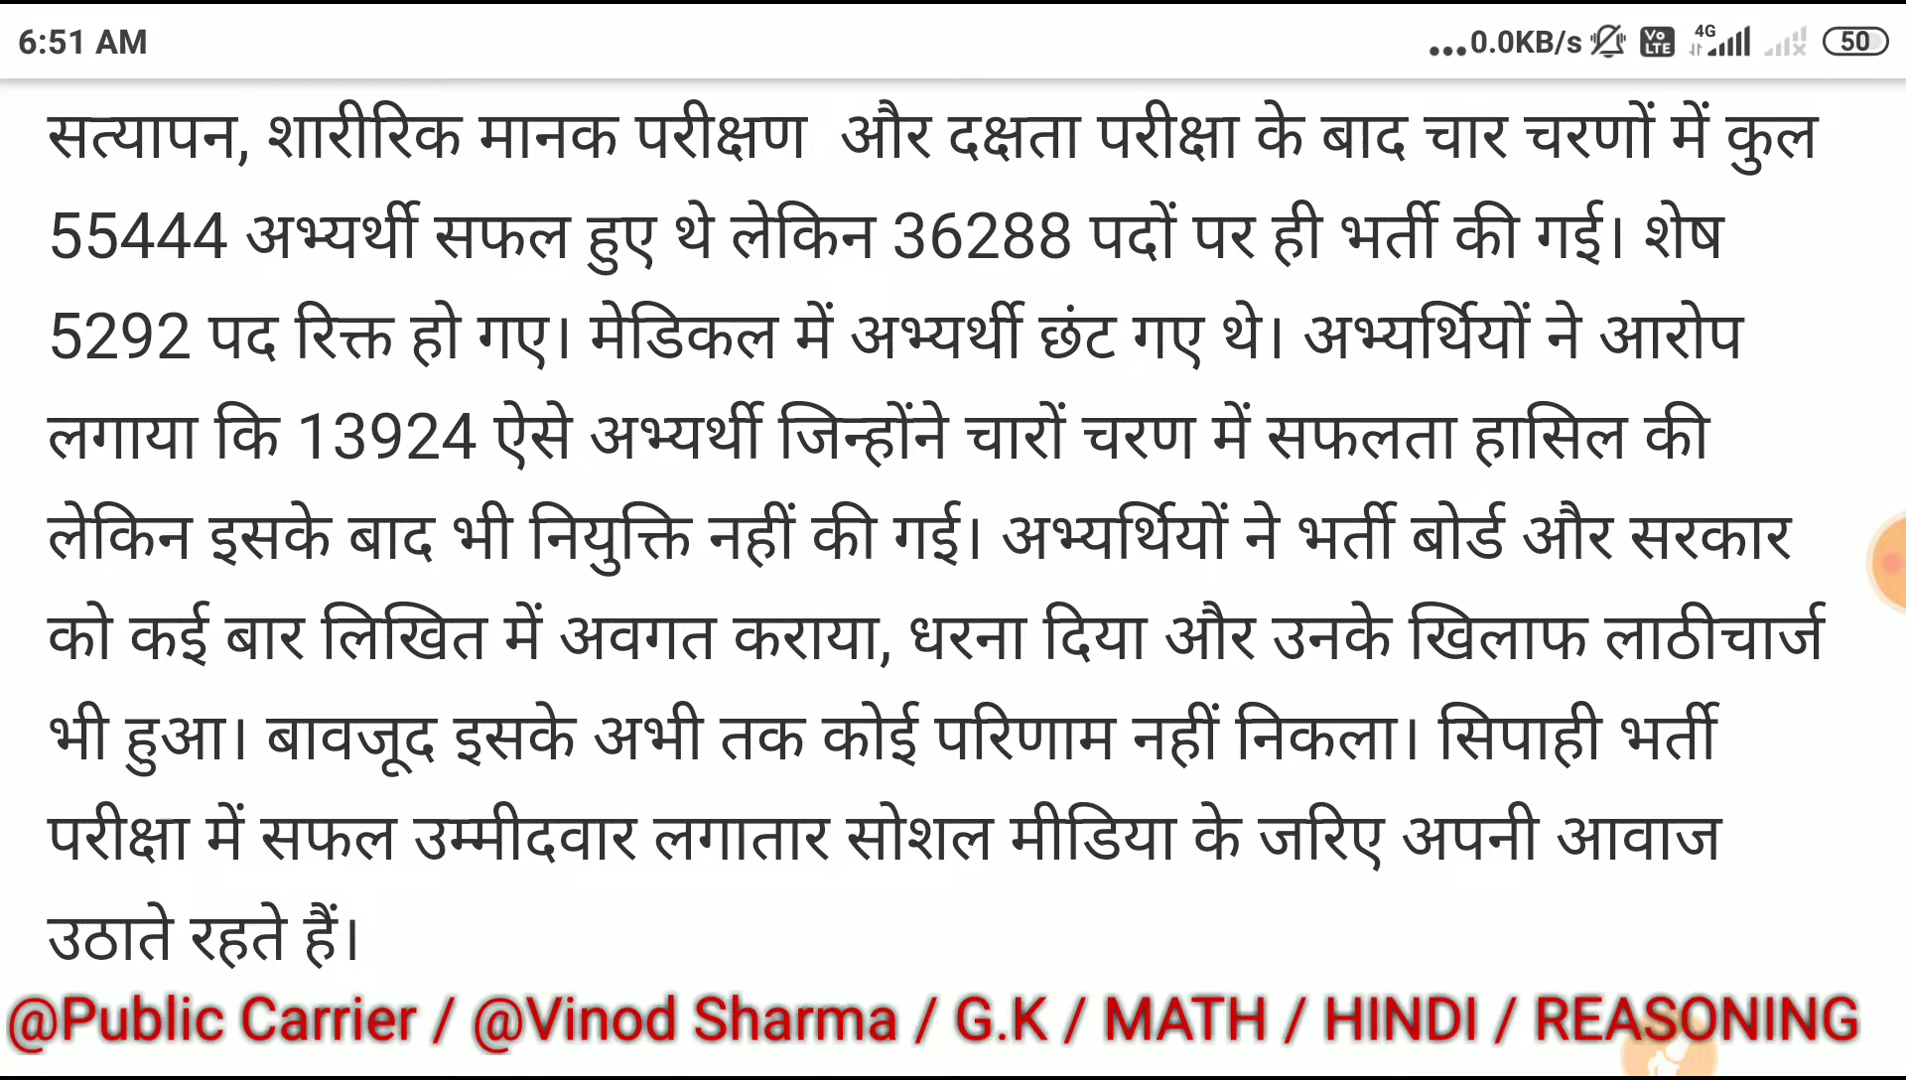 6:51 AM
...0.0KB/s Vo LTE 4G 50
सत्यापन, शारीरिक मानक परीक्षण और दक्षता परीक्षा के बाद चार चरणों में कुल
55444 अभ्यर्थी सफल हुए थे लेकिन 36288 पदों पर ही भर्ती की गई। शेष
5292 पद रिक्त हो गए। मेडिकल में अभ्यर्थी छंट गए थे। अभ्यर्थियों ने आरोप
लगाया कि 13924 ऐसे अभ्यर्थी जिन्होंने चारों चरण में सफलता हासिल की
लेकिन इसके बाद भी नियुक्ति नहीं की गई। अभ्यर्थियों ने भर्ती बोर्ड और सरकार
को कई बार लिखित में अवगत कराया, धरना दिया और उनके खिलाफ लाठीचार्ज
भी हुआ। बावजूद इसके अभी तक कोई परिणाम नहीं निकला। सिपाही भर्ती
परीक्षा में सफल उम्मीदवार लगातार सोशल मीडिया के जरिए अपनी आवाज
उठाते रहते हैं।
@Public Carrier / @Vinod Sharma / G.K / MATH / HINDI / REASONING